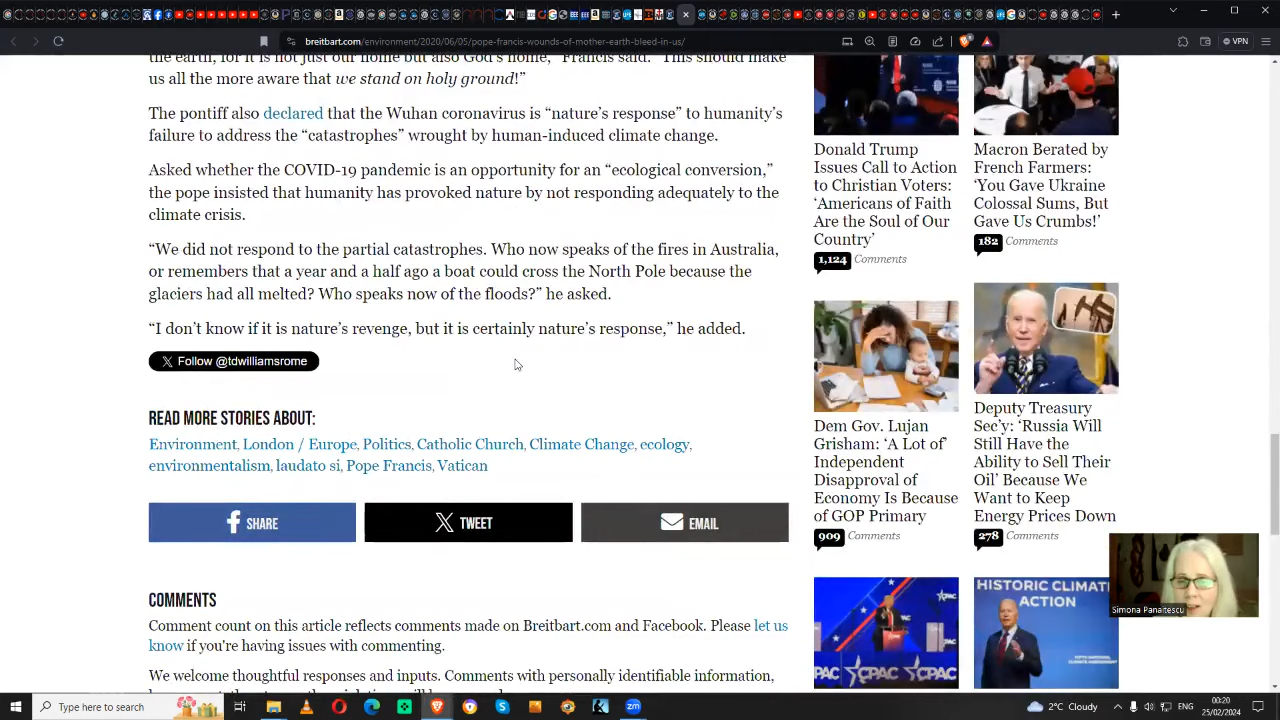 breitbart.com/environment/2020/06/05/pope-francis-wounds-of-mother-earth-bleed-in-us/
VPN
the earth, for it is not just our home but also God's home,” Francis said. “This should make
us all the more aware that we stand on holy ground!”
The pontiff also declared that the Wuhan coronavirus is “nature's response” to humanity's
failure to address the “catastrophes” wrought by human-induced climate change.
Asked whether the COVID-19 pandemic is an opportunity for an “ecological conversion,”
the pope insisted that humanity has provoked nature by not responding adequately to the
climate crisis.
“We did not respond to the partial catastrophes. Who now speaks of the fires in Australia,
or remembers that a year and a half ago a boat could cross the North Pole because the
glaciers had all melted? Who speaks now of the floods?” he asked.
“I don't know if it is nature's revenge, but it is certainly nature's response,” he added.
X Follow @tdwilliamsrome
READ MORE STORIES ABOUT:
Environment, London / Europe, Politics, Catholic Church, Climate Change, ecology,
environmentalism, laudato si, Pope Francis, Vatican
SHARE
TWEET
EMAIL
COMMENTS
Comment count on this article reflects comments made on Breitbart.com and Facebook. Please let us
know if you're having issues with commenting.
We welcome thoughtful responses and inputs. Comments with personally identifiable information,
Donald Trump
Issues Call to Action
to Christian Voters:
‘Americans of Faith
Are the Soul of Our
Country’
1,124 Comments
Macron Berated by
French Farmers:
‘You Gave Ukraine
Colossal Sums, But
Gave Us Crumbs!’
182 Comments
Dem Gov. Lujan
Grisham: ‘A Lot of’
Independent
Disapproval of
Economy Is Because
of GOP Primary
909 Comments
Deputy Treasury
Sec'y: ‘Russia Will
Still Have the
Ability to Sell Their
Oil’ Because We
Want to Keep
Energy Prices Down
278 Comments
CPAC
CPAC CPAC
HISTORIC CLIMAT
ACTION
Simona Panaitescu
Type here to search
zm
2°C Cloudy
ENG
00:20
25/02/2024